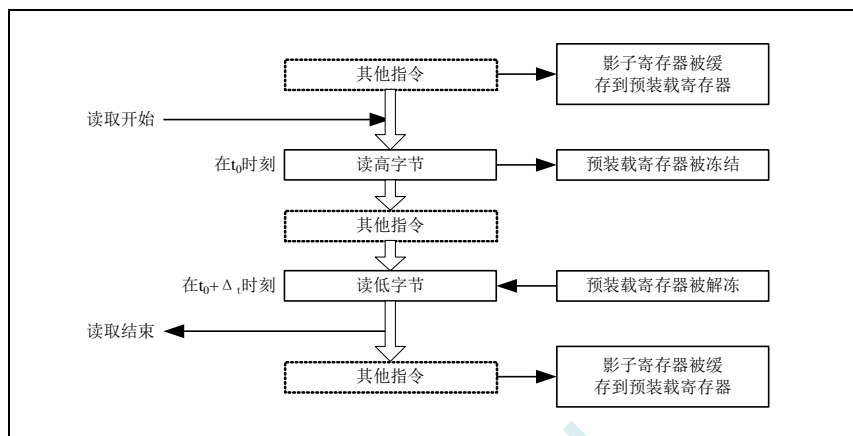 其他指令
影子寄存器被缓
存到预装载寄存器
读取开始
在t₀时刻
读高字节
预装载寄存器被冻结
其他指令
在t₀+Δₜ时刻
读低字节
预装载寄存器被解冻
读取结束
其他指令
影子寄存器被缓
存到预装载寄存器